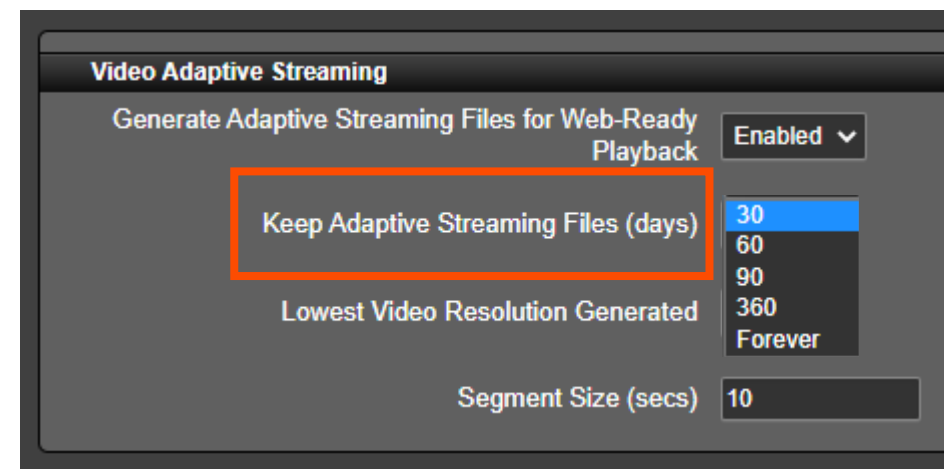 Video Adaptive Streaming
Generate Adaptive Streaming Files for Web-Ready
Playback
Enabled
Keep Adaptive Streaming Files (days)
30
60
90
360
Forever
Lowest Video Resolution Generated
Segment Size (secs)
10